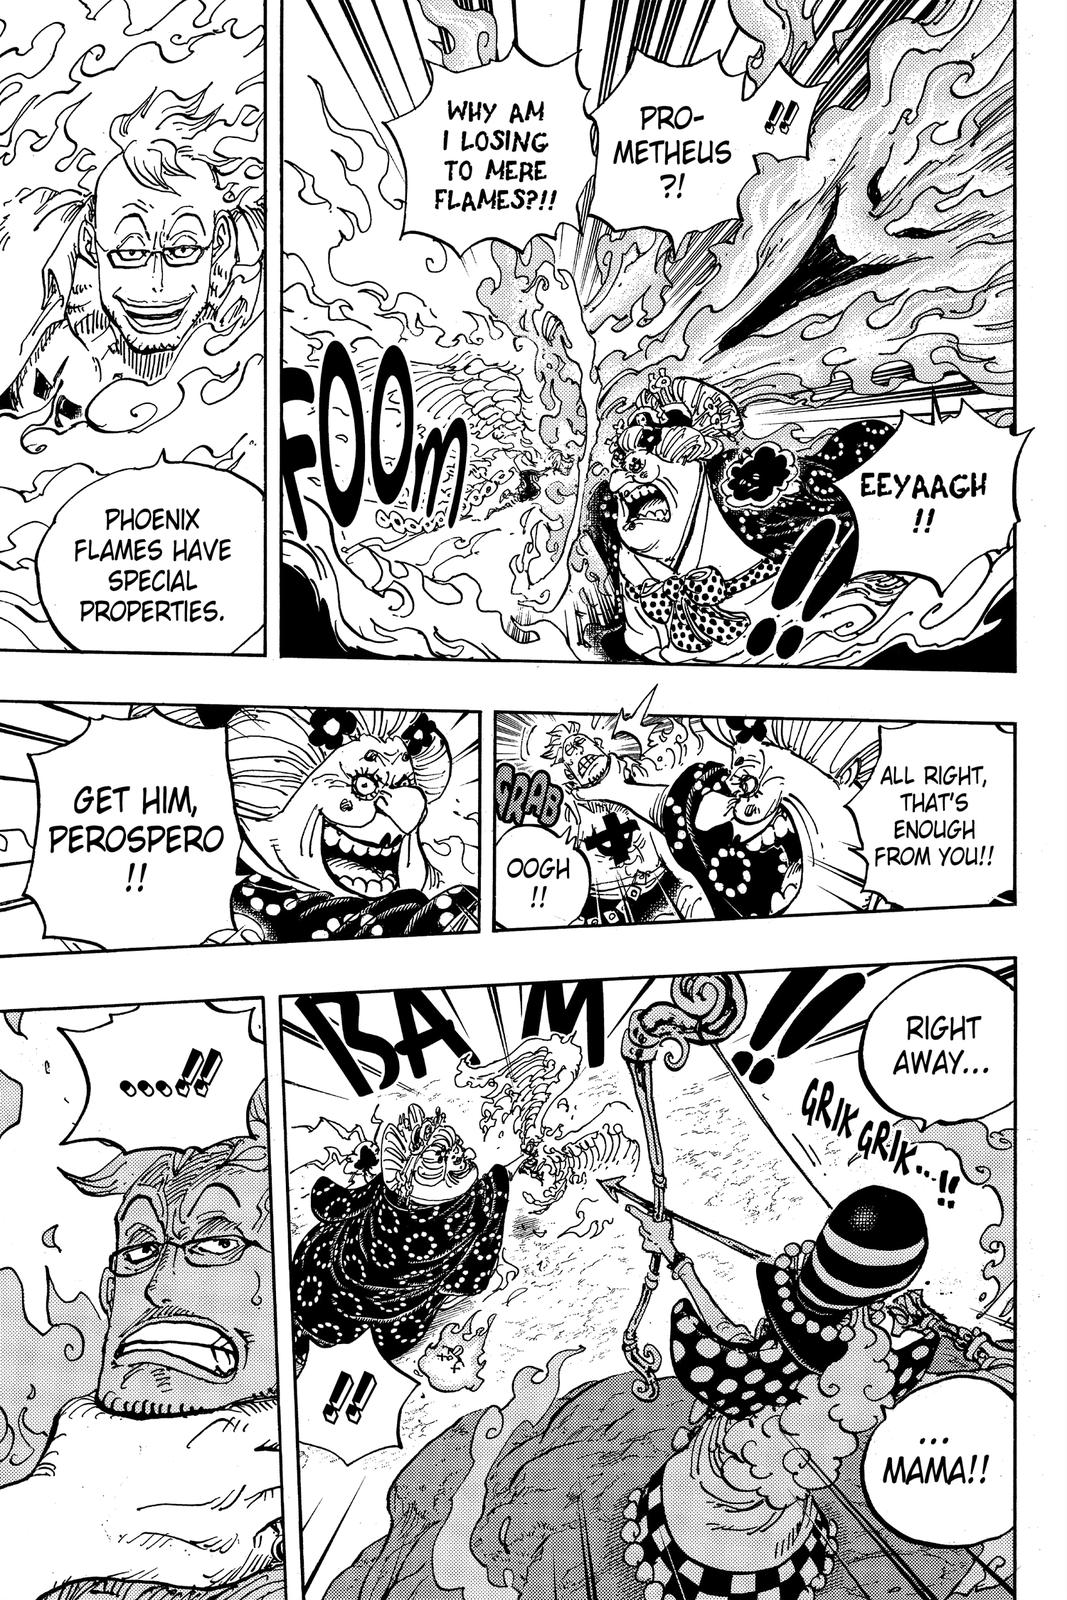 !!
PRO-
METHEUS
?!
WHY AM
I LOSING
TO MERE
FLAMES?!!
EEYAAGH
!!
!!
FOOM
PHOENIX
FLAMES HAVE
SPECIAL
PROPERTIES.
ALL RIGHT,
THAT'S
ENOUGH
FROM YOU!!
GRAB
OOGH
!!
GET HIM,
PEROSPERO
!!
RIGHT
AWAY...
!!
BAM
GRIK GRIK...!!
!!
...
MAMA!!
...!!